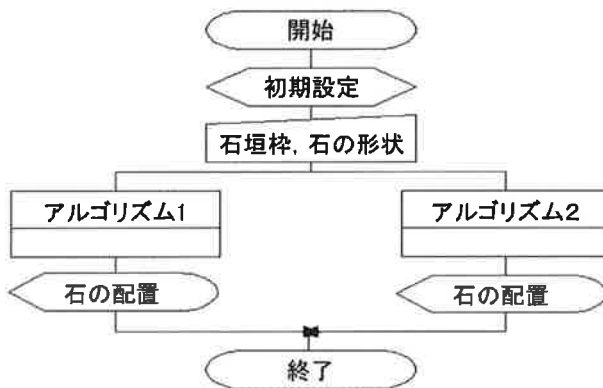 開始
初期設定
石垣枠，石の形状
アルゴリズム1
アルゴリズム2
石の配置
石の配置
終了